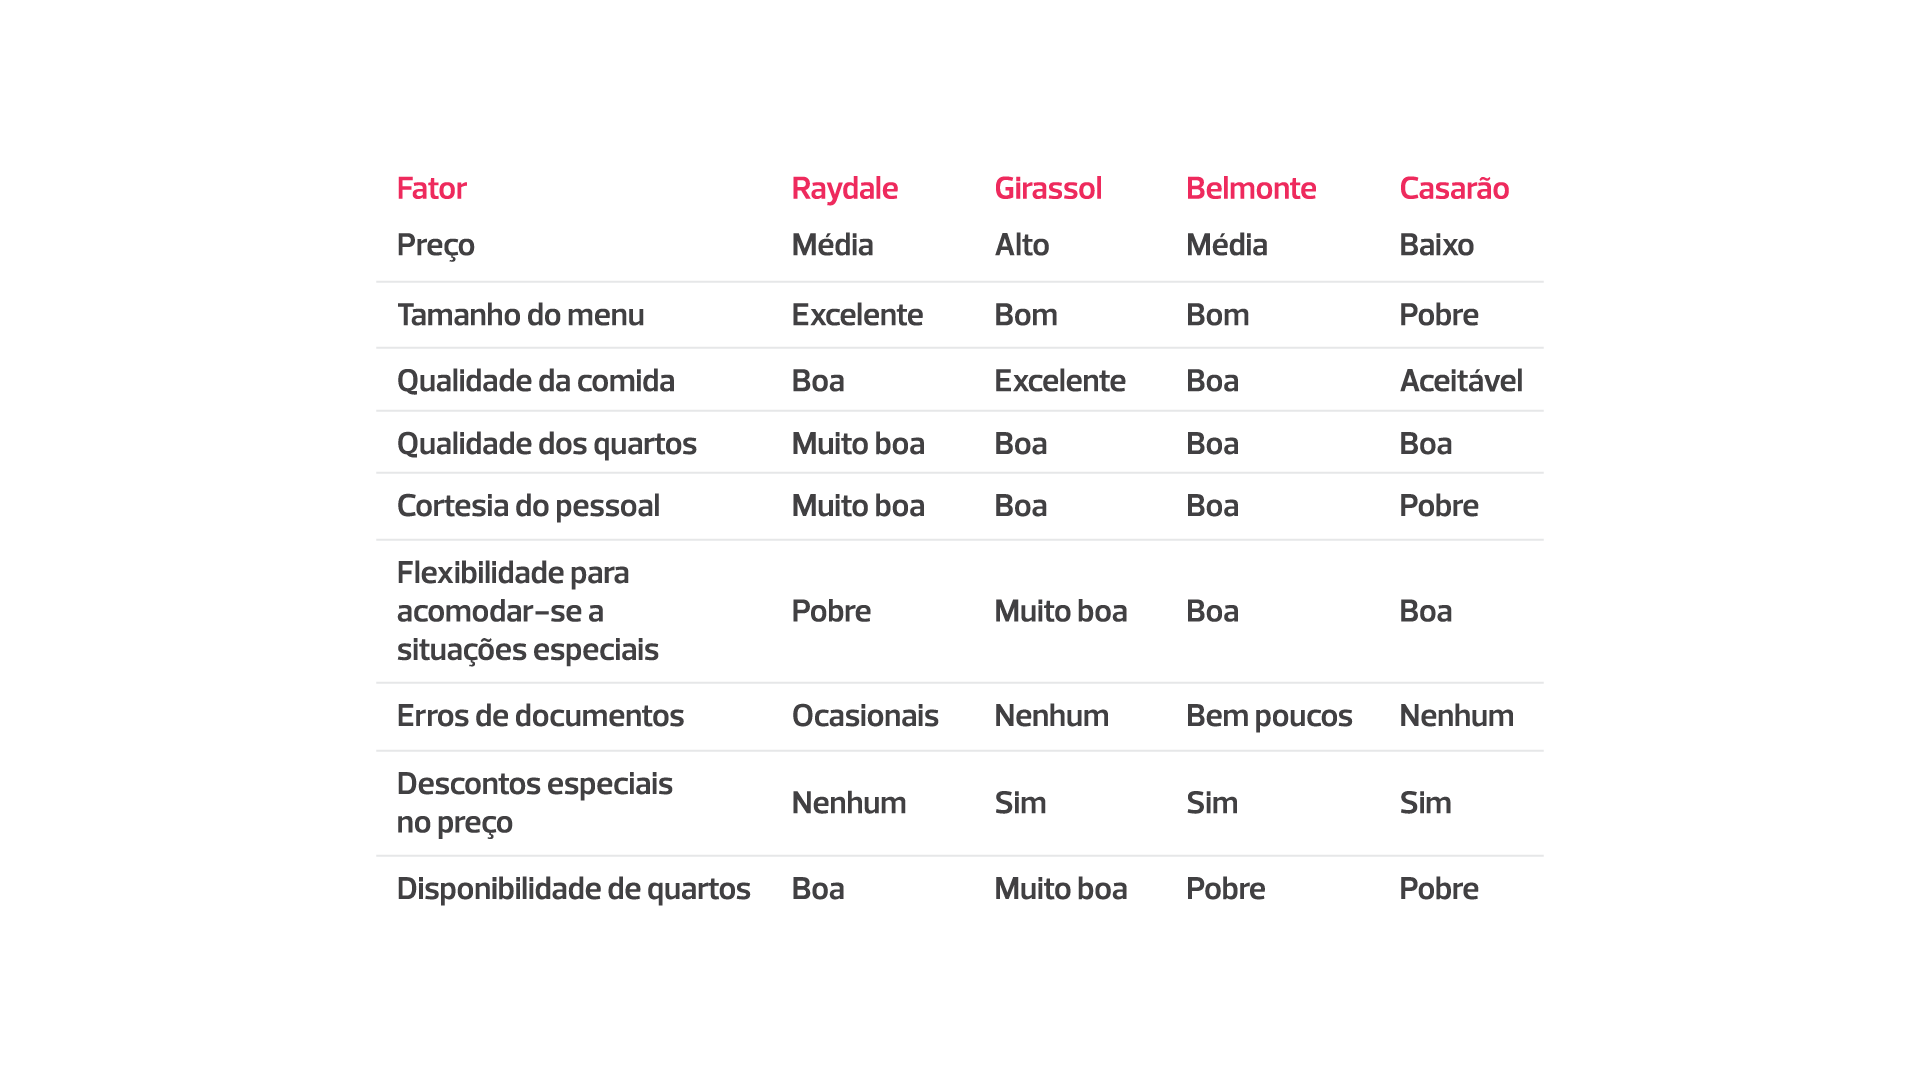 Fator Raydale Girassol Belmonte Casarão
Preço Média Alto Média Baixo
Tamanho do menu Excelente Bom Bom Pobre
Qualidade da comida Boa Excelente Boa Aceitável
Qualidade dos quartos Muito boa Boa Boa Boa
Cortesia do pessoal Muito boa Boa Boa Pobre
Flexibilidade para
acomodar-se a
situações especiais
Pobre Muito boa Boa Boa
Erros de documentos Ocasionais Nenhum Bem poucos Nenhum
Descontos especiais
no preço
Nenhum Sim Sim Sim
Disponibilidade de quartos Boa Muito boa Pobre Pobre